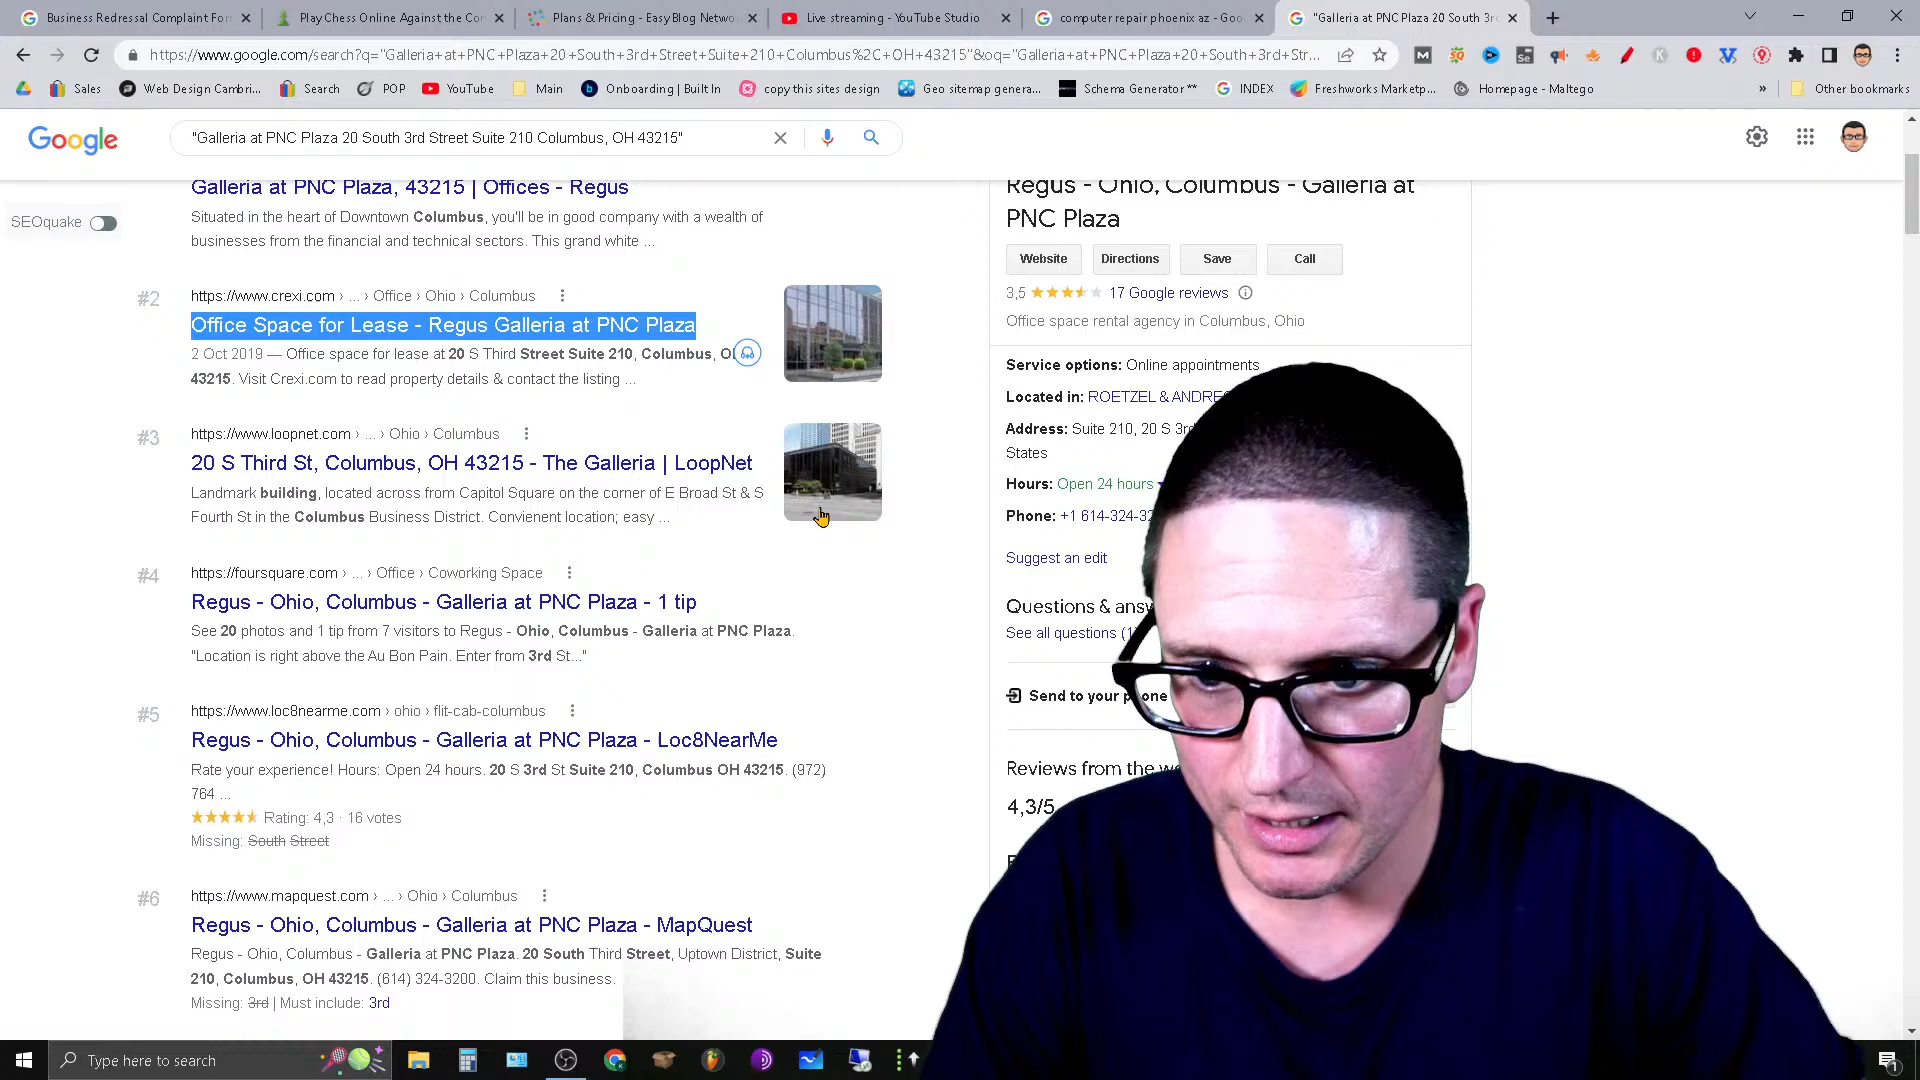 Business Redressal Complaint For
Play Chess Online Against the Co
Plans & Pricing - Easy Blog Netwo
Live streaming - YouTube Studio
computer repair phoenix az - Goo
"Galleria at PNC Plaza 20 South 3r
https://www.google.com/search?q="Galleria+at+PNC+Plaza+20+South+3rd+Street+Suite+210+Columbus%2C+OH+43215"&oq="Galleria+at+PNC+Plaza+20+South+3rd+Str...
Sales
Web Design Cambri...
Search
POP
YouTube
Main
Onboarding | Built In
copy this sites design
Geo sitemap genera...
Schema Generator **
INDEX
Freshworks Marketp...
Homepage - Maltego
»
Other bookmarks
Google
"Galleria at PNC Plaza 20 South 3rd Street Suite 210 Columbus, OH 43215"
SEOquake
Galleria at PNC Plaza, 43215 | Offices - Regus
Situated in the heart of Downtown Columbus, you'll be in good company with a wealth of
businesses from the financial and technical sectors. This grand white ...
#2
https://www.crexi.com › ... › Office › Ohio › Columbus
Office Space for Lease - Regus Galleria at PNC Plaza
2 Oct 2019 — Office space for lease at 20 S Third Street Suite 210, Columbus, O
43215. Visit Crexi.com to read property details & contact the listing ...
#3
https://www.loopnet.com › ... › Ohio › Columbus
20 S Third St, Columbus, OH 43215 - The Galleria | LoopNet
Landmark building, located across from Capitol Square on the corner of E Broad St & S
Fourth St in the Columbus Business District. Convienent location; easy ...
#4
https://foursquare.com › ... › Office › Coworking Space
Regus - Ohio, Columbus - Galleria at PNC Plaza - 1 tip
See 20 photos and 1 tip from 7 visitors to Regus - Ohio, Columbus - Galleria at PNC Plaza.
"Location is right above the Au Bon Pain. Enter from 3rd St..."
#5
https://www.loc8nearme.com › ohio › flit-cab-columbus
Regus - Ohio, Columbus - Galleria at PNC Plaza - Loc8NearMe
Rate your experience! Hours: Open 24 hours. 20 S 3rd St Suite 210, Columbus OH 43215. (972)
764 ...
Rating: 4,3 · 16 votes
Missing: South Street
#6
https://www.mapquest.com › ... › Ohio › Columbus
Regus - Ohio, Columbus - Galleria at PNC Plaza - MapQuest
Regus - Ohio, Columbus - Galleria at PNC Plaza. 20 South Third Street, Uptown District, Suite
210, Columbus, OH 43215. (614) 324-3200. Claim this business.
Missing: 3rd | Must include: 3rd
Regus - Ohio, Columbus - Galleria at
PNC Plaza
Website
Directions
Save
Call
3,5
17 Google reviews
Office space rental agency in Columbus, Ohio
Service options: Online appointments
Located in: ROETZEL & ANDRE
Address: Suite 210, 20 S 3r
States
Hours: Open 24 hours
Phone: +1 614-324-32
Suggest an edit
Questions & answ
See all questions (1
Send to your phone
Reviews from the w
4,3/5
Type here to search
1